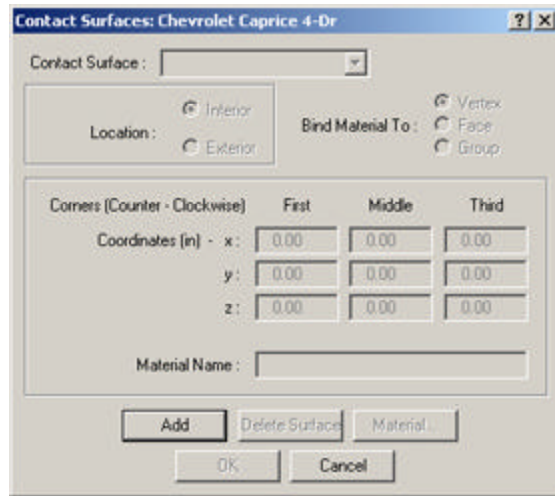 Contact Surfaces: Chevrolet Caprice 4-Dr
Contact Surface :
Location :
Interior
Exterior
Bind Material To :
Vertex
Face
Group
Corners (Counter - Clockwise) First Middle Third
Coordinates (in) - x : 0.00 0.00 0.00
y : 0.00 0.00 0.00
z : 0.00 0.00 0.00
Material Name :
Add Delete Surface Material...
OK Cancel